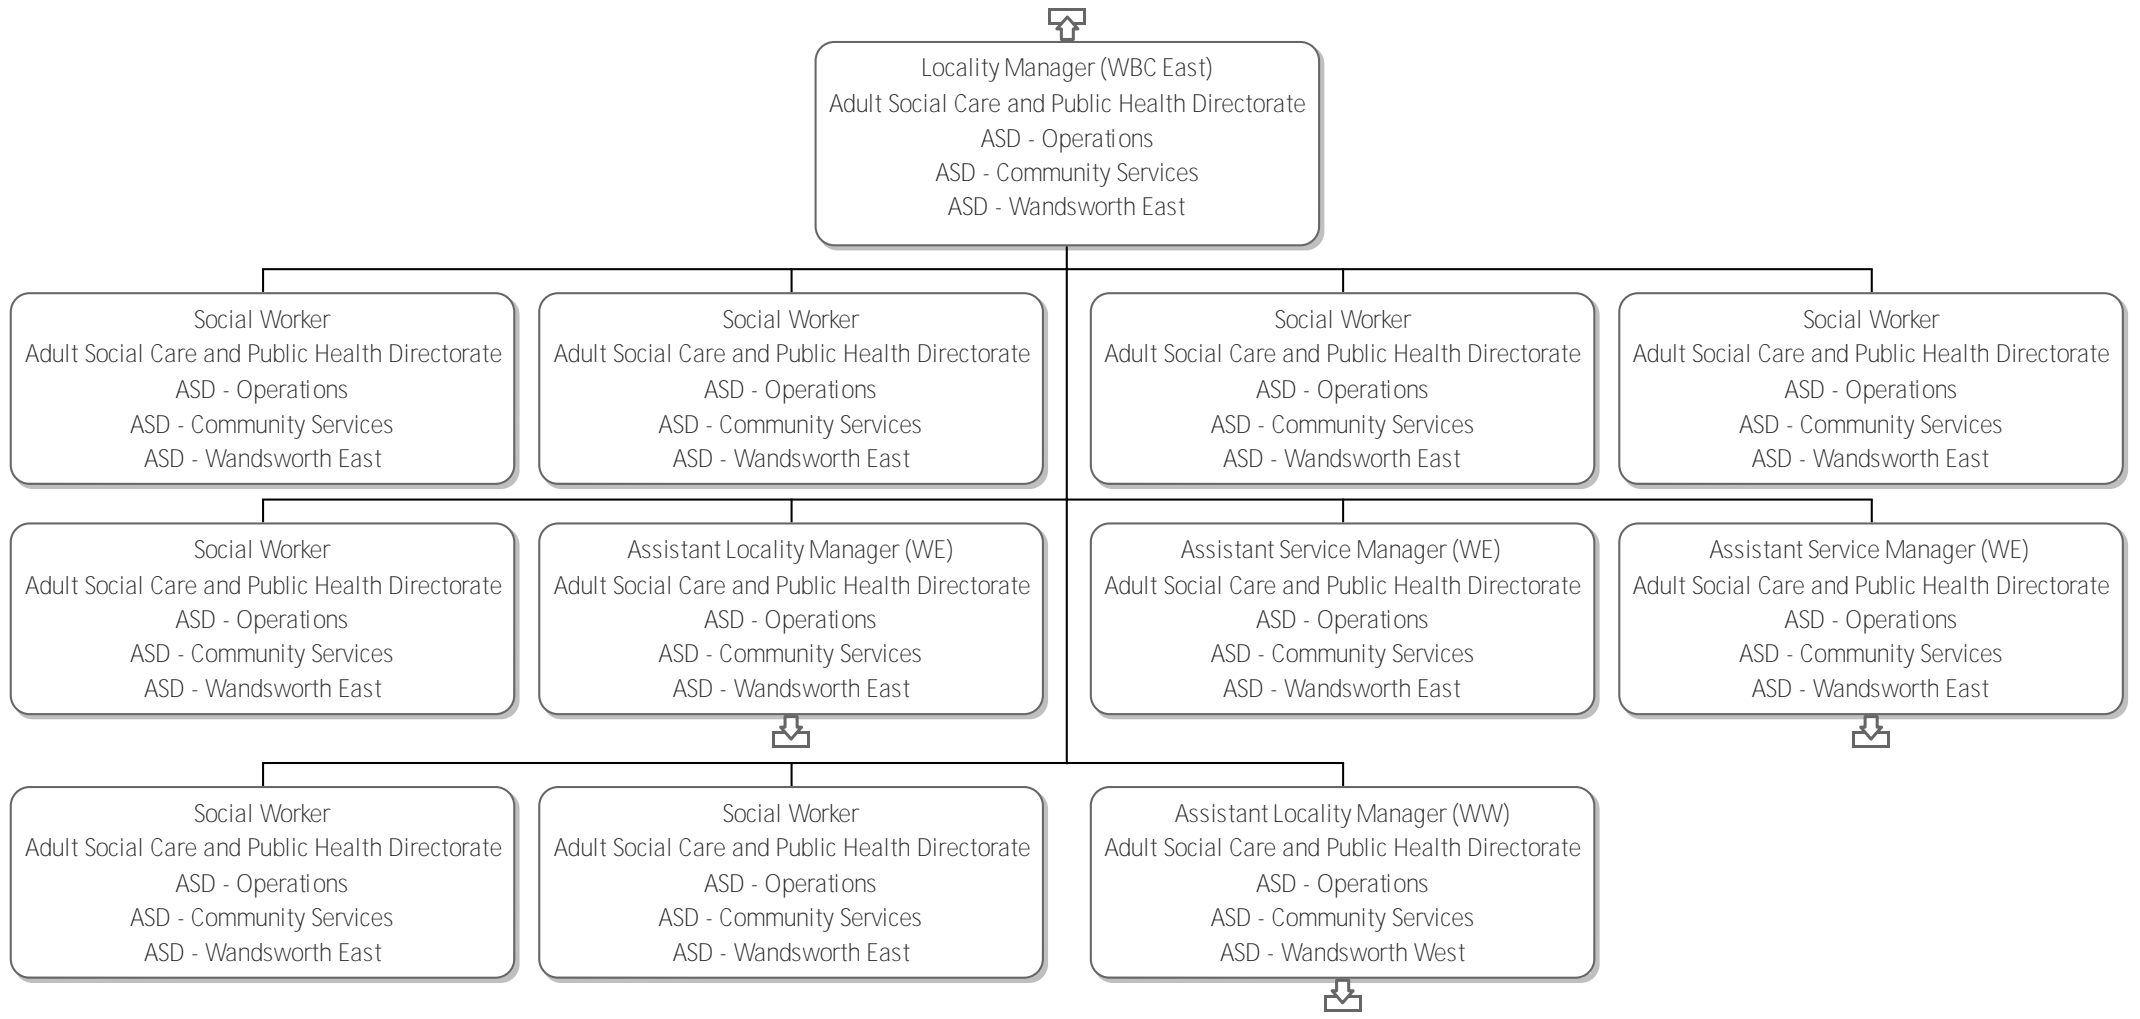 Locality Manager (WBC East)
Adult Social Care and Public Health Directorate
ASD - Operations
ASD - Community Services
ASD - Wandsworth East
Social Worker
Adult Social Care and Public Health Directorate
ASD - Operations
ASD - Community Services
ASD - Wandsworth East
Social Worker
Adult Social Care and Public Health Directorate
ASD - Operations
ASD - Community Services
ASD - Wandsworth East
Social Worker
Adult Social Care and Public Health Directorate
ASD - Operations
ASD - Community Services
ASD - Wandsworth East
Social Worker
Adult Social Care and Public Health Directorate
ASD - Operations
ASD - Community Services
ASD - Wandsworth East
Social Worker
Adult Social Care and Public Health Directorate
ASD - Operations
ASD - Community Services
ASD - Wandsworth East
Assistant Locality Manager (WE)
Adult Social Care and Public Health Directorate
ASD - Operations
ASD - Community Services
ASD - Wandsworth East
Assistant Service Manager (WE)
Adult Social Care and Public Health Directorate
ASD - Operations
ASD - Community Services
ASD - Wandsworth East
Assistant Service Manager (WE)
Adult Social Care and Public Health Directorate
ASD - Operations
ASD - Community Services
ASD - Wandsworth East
Social Worker
Adult Social Care and Public Health Directorate
ASD - Operations
ASD - Community Services
ASD - Wandsworth East
Social Worker
Adult Social Care and Public Health Directorate
ASD - Operations
ASD - Community Services
ASD - Wandsworth East
Assistant Locality Manager (WW)
Adult Social Care and Public Health Directorate
ASD - Operations
ASD - Community Services
ASD - Wandsworth West